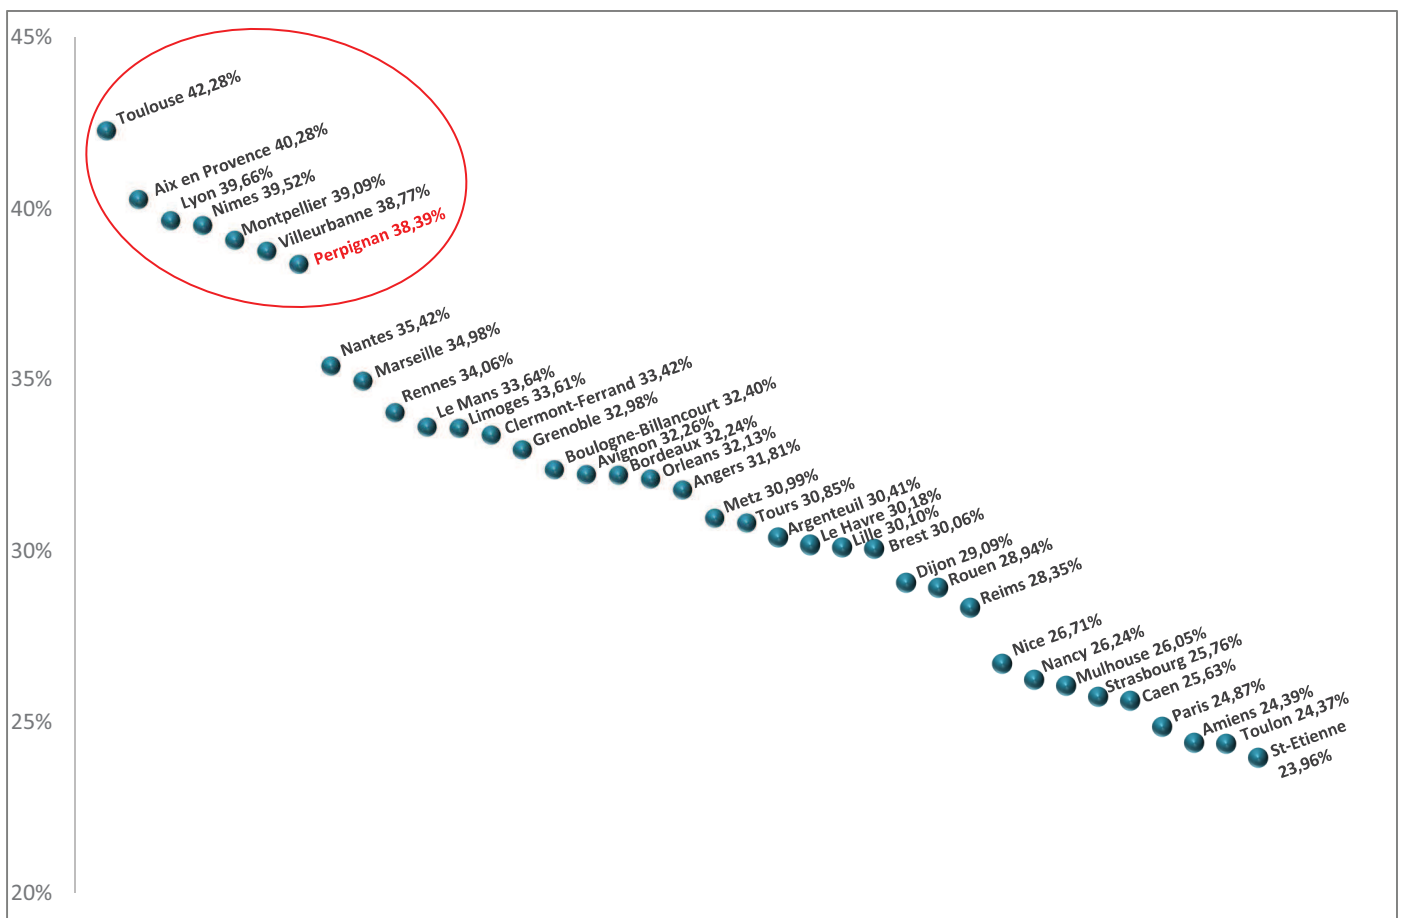 45%
Toulouse 42,28%
Aix en Provence 40,28%
Lyon 39,66%
Nimes 39,52%
40%
Montpellier 39,09%
Villeurbanne 38,77%
Perpignan 38,39%
Nantes 35,42%
35%
Marseille 34,98%
Rennes 34,06%
Le Mans 33,64%
Limoges 33,61%
Clermont-Ferrand 33,42%
Grenoble 32,98%
Boulogne-Billancourt 32,40%
Avignon 32,26%
Bordeaux 32,24%
Orleans 32,13%
Angers 31,81%
Metz 30,99%
Tours 30,85%
Argenteuil 30,41%
Le Havre 30,18%
Lille 30,10%
Brest 30,06%
30%
Dijon 29,09%
Rouen 28,94%
Reims 28,35%
Nice 26,71%
Nancy 26,24%
Mulhouse 26,05%
Strasbourg 25,76%
Caen 25,63%
25%
Paris 24,87%
Amiens 24,39%
Toulon 24,37%
St-Etienne
23,96%
20%